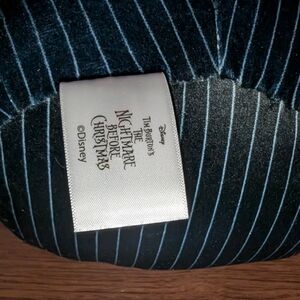 Disney
TIM BURTON'S
THE
NIGHTMARE
BEFORE
CHRISTMAS
©Disney